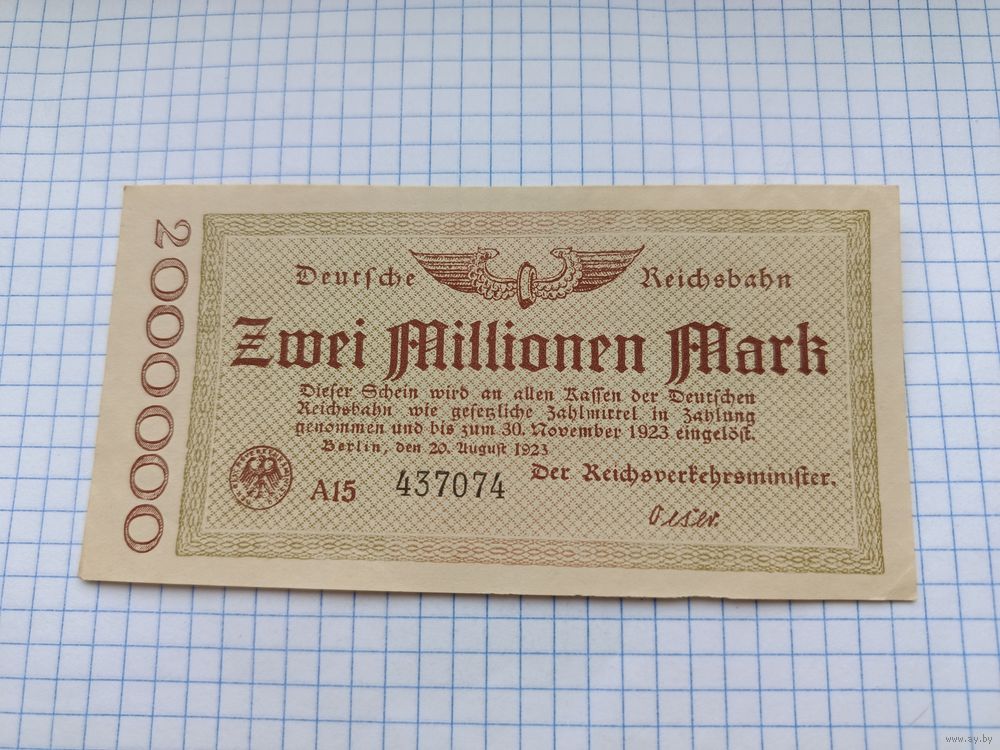 2000000
Deutsche Reichsbahn
Zwei Millionen Mark
Dieser Schein wird an allen Kassen der Deutschen
Reichsbahn wie gesetzliche Zahlmittel in Zahlung
genommen und bis zum 30. November 1923 eingelöst.
Berlin, den 20. August 1923
Der Reichsverkehrsminister.
A15 437074
Oeser.
www.ay.by